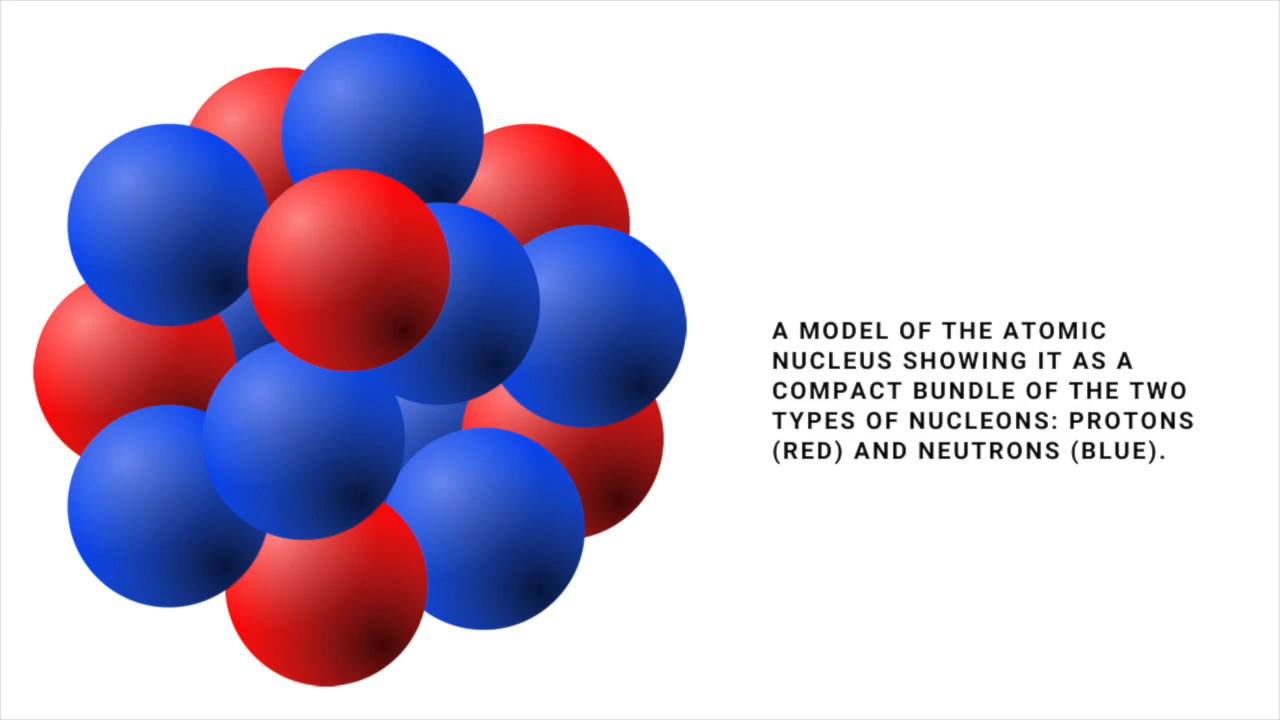 A MODEL OF THE ATOMIC
NUCLEUS SHOWING IT AS A
COMPACT BUNDLE OF THE TWO
TYPES OF NUCLEONS: PROTONS
(RED) AND NEUTRONS (BLUE).